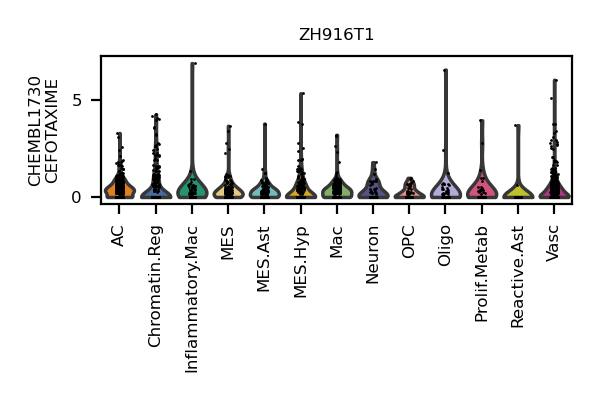 ZH916T1
CHEMBL1730
CEFOTAXIME
5
0
AC
Chromatin.Reg
Inflammatory.Mac
MES
MES.Ast
MES.Hyp
Mac
Neuron
OPC
Oligo
Prolif.Metab
Reactive.Ast
Vasc